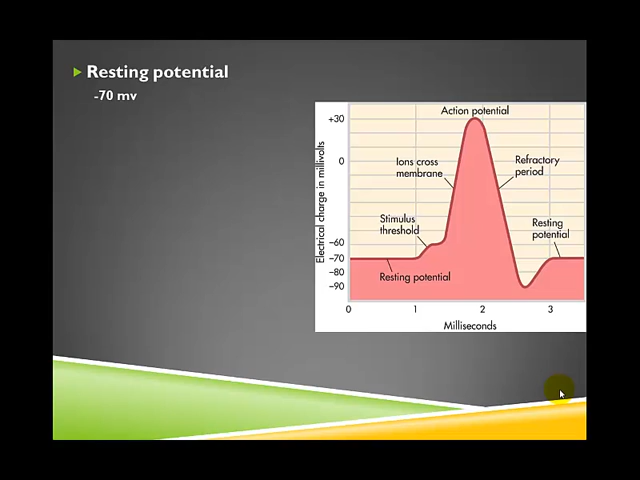 Resting potential
-70 mv
Action potential
+30
0
-60
-70
-80
-90
Electrical charge in millivolts
Ions cross
membrane
Refractory
period
Stimulus
threshold
Resting
potential
Resting potential
0 1 2 3
Milliseconds